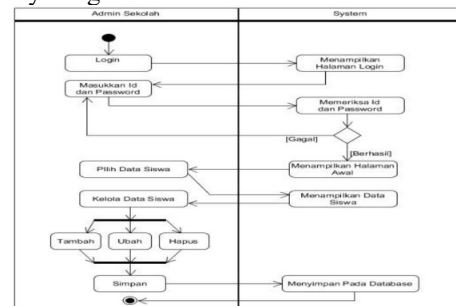 Admin Sekolah
System
Login
Menampilkan
Halaman Login
Masukkan Id
dan Password
Memeriksa Id
dan Password
[Gagal]
[Berhasil]
Menampilkan Halaman
Awal
PIlih Data Siswa
Menampilkan Data
Siswa
Kelola Data Siswa
Tambah
Ubah
Hapus
Simpan
Menyimpan Pada Database